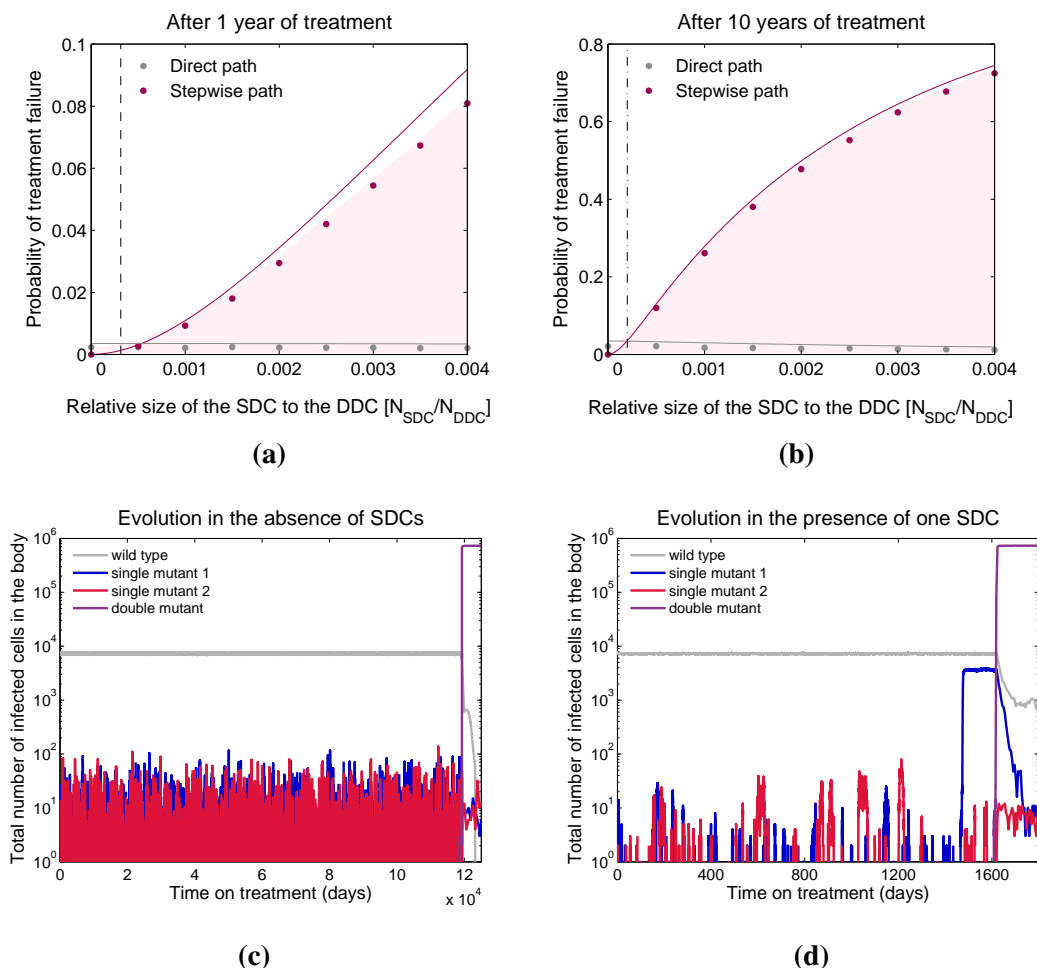 After 1 year of treatment
Probability of treatment failure
0.1
0.08
0.06
0.04
0.02
0
Direct path
Stepwise path
0 0.001 0.002 0.003 0.004
Relative size of the SDC to the DDC [N_SDC/N_DDC]
(a)
After 10 years of treatment
Probability of treatment failure
0.8
0.6
0.4
0.2
0
Direct path
Stepwise path
0 0.001 0.002 0.003 0.004
Relative size of the SDC to the DDC [N_SDC/N_DDC]
(b)
Evolution in the absence of SDCs
Total number of infected cells in the body
10^6
10^5
10^4
10^3
10^2
10^1
10^0
wild type
single mutant 1
single mutant 2
double mutant
0 2 4 6 8 10 12
Time on treatment (days)
x 10^4
(c)
Evolution in the presence of one SDC
Total number of infected cells in the body
10^6
10^5
10^4
10^3
10^2
10^1
10^0
wild type
single mutant 1
single mutant 2
double mutant
0 400 800 1200 1600
Time on treatment (days)
(d)